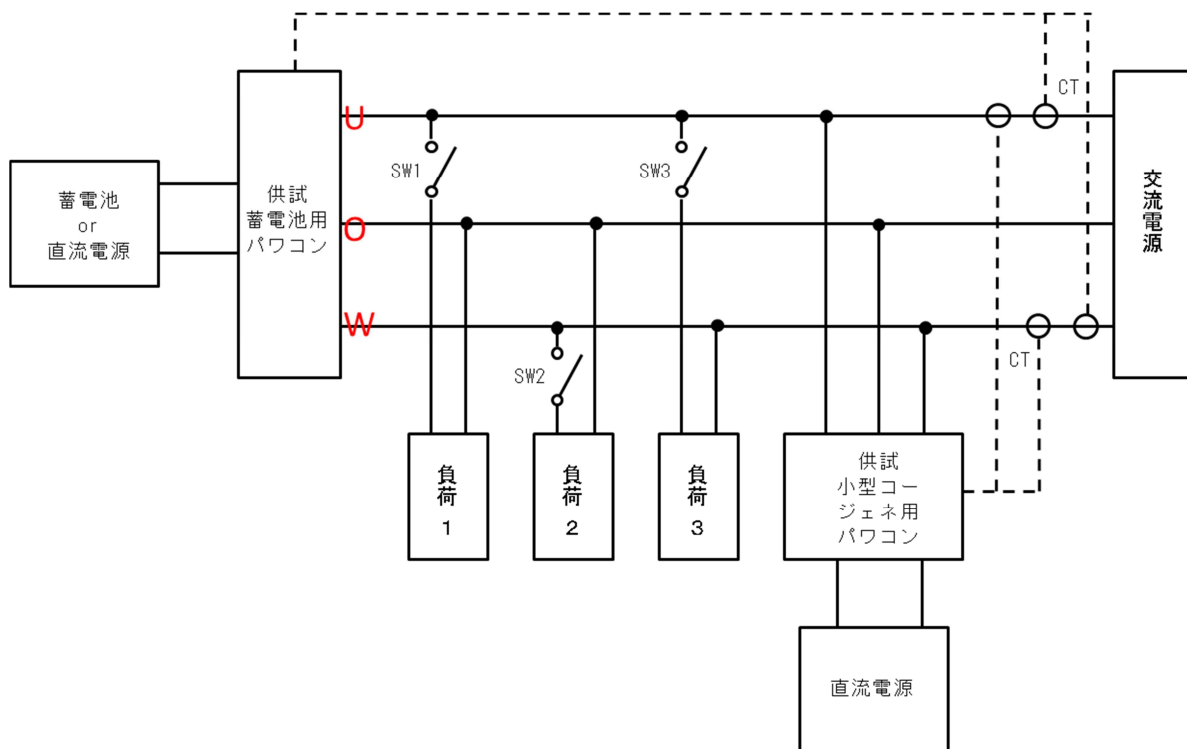 CT
U
SW1
SW3
蓄電池
or
直流電源
供試
蓄電池用
パワコン
O
交流電源
W
SW2
CT
負荷
1
負荷
2
負荷
3
供試
小型コー
ジェネ用
パワコン
直流電源